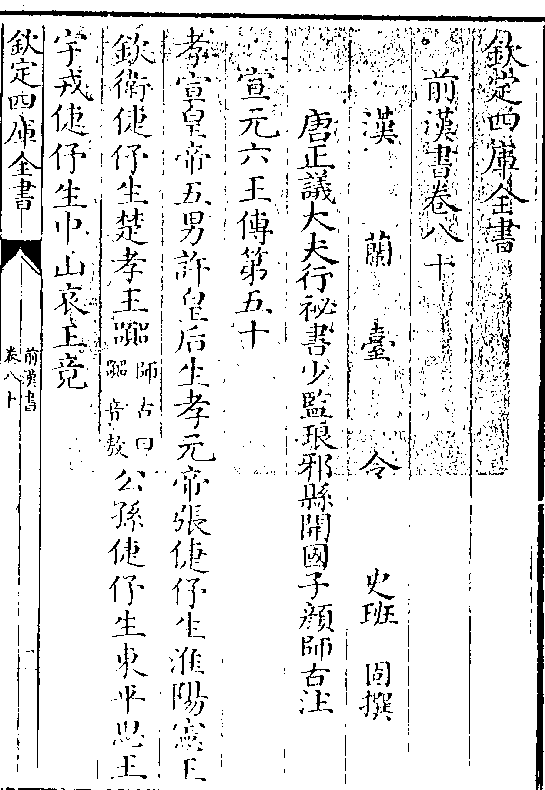 欽定四庫全書
前漢書卷八十
漢蘭臺令史班固撰
唐正議大夫行祕書少監琅邪縣開國子顔師古注
宣元六王傳第五十
孝宣皇帝五男許皇后生孝元帝張倢伃生淮陽憲王
欽衛倢伃生楚孝王囂師古曰囂音敖公孫倢伃生東平思王
宇戎倢伃生中山哀王竟
欽定四庫全書
前漢書
卷八十
一